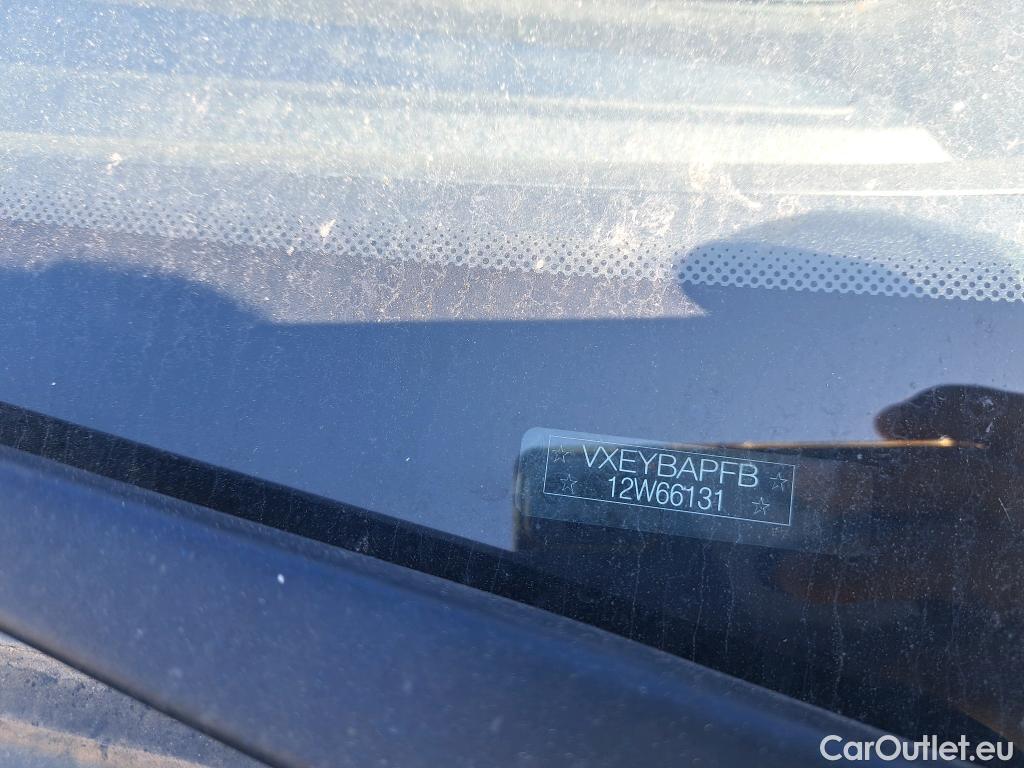 ☆ VXEYBAPFB ☆
☆ 12W66131 ☆
CarOutlet.eu